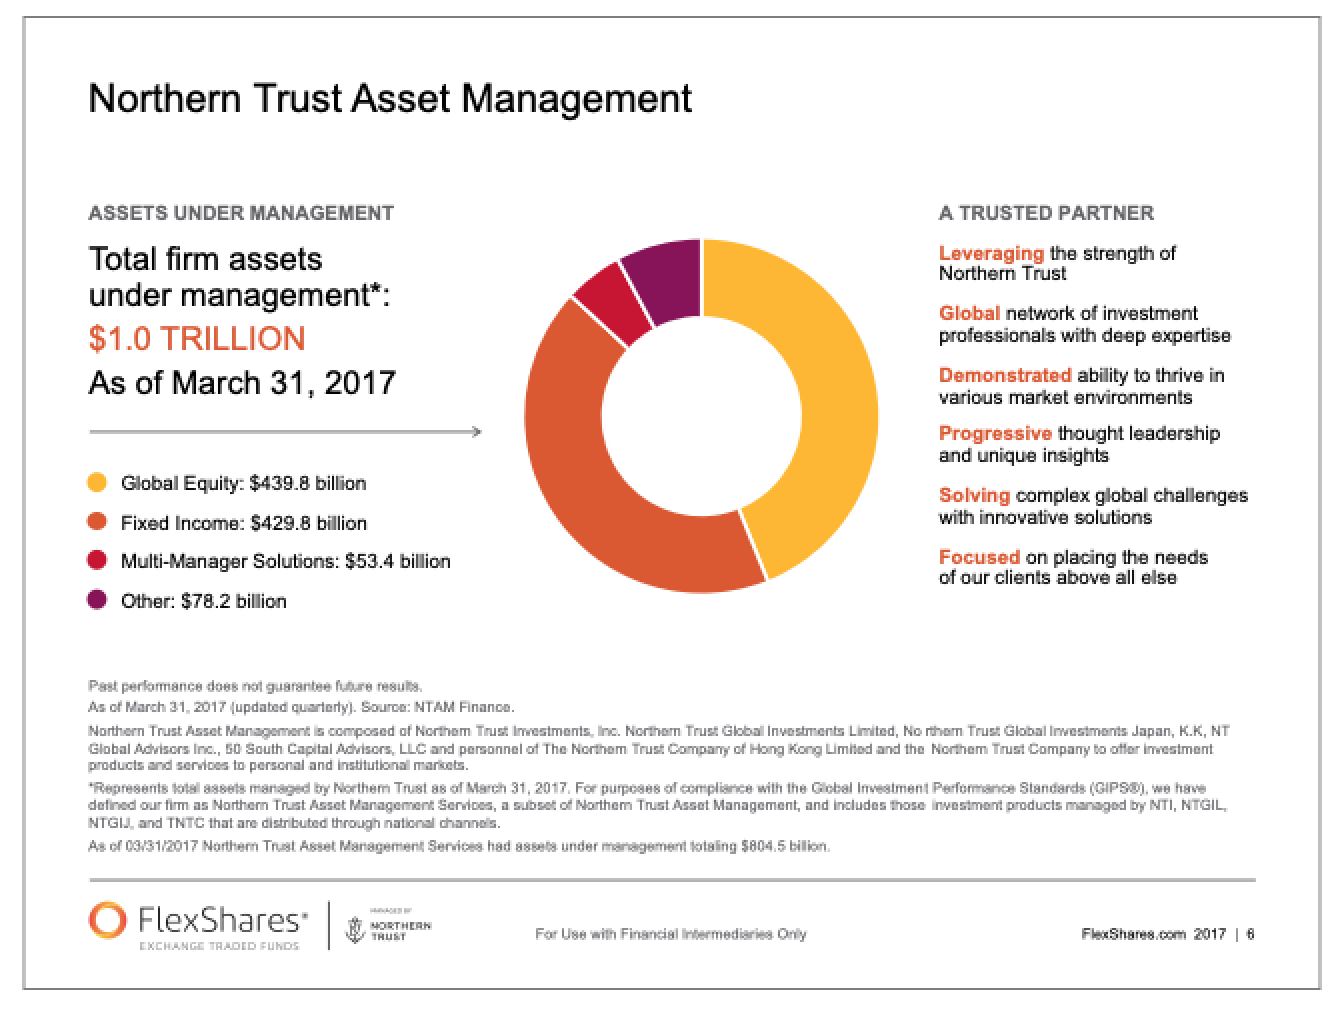 Northern Trust Asset Management
ASSETS UNDER MANAGEMENT
Total firm assets
under management*:
$1.0 TRILLION
As of March 31, 2017
Global Equity: $439.8 billion
Fixed Income: $429.8 billion
Multi-Manager Solutions: $53.4 billion
Other: $78.2 billion
A TRUSTED PARTNER
Leveraging the strength of
Northern Trust
Global network of investment
professionals with deep expertise
Demonstrated ability to thrive in
various market environments
Progressive thought leadership
and unique insights
Solving complex global challenges
with innovative solutions
Focused on placing the needs
of our clients above all else
Past performance does not guarantee future results.
As of March 31, 2017 (updated quarterly). Source: NTAM Finance.
Northern Trust Asset Management is composed of Northern Trust Investments, Inc. Northern Trust Global Investments Limited, No rthern Trust Global Investments Japan, K.K, NT
Global Advisors Inc., 50 South Capital Advisors, LLC and personnel of The Northern Trust Company of Hong Kong Limited and the Northern Trust Company to offer investment
products and services to personal and institutional markets.
*Represents total assets managed by Northern Trust as of March 31, 2017. For purposes of compliance with the Global Investment Performance Standards (GIPS®), we have
defined our firm as Northern Trust Asset Management Services, a subset of Northern Trust Asset Management, and includes those investment products managed by NTI, NTGIL,
NTGIJ, and TNTC that are distributed through national channels.
As of 03/31/2017 Northern Trust Asset Management Services had assets under management totaling $804.5 billion.
FlexShares®
EXCHANGE TRADED FUNDS
MANAGED BY
NORTHERN
TRUST
For Use with Financial Intermediaries Only
FlexShares.com 2017 | 6